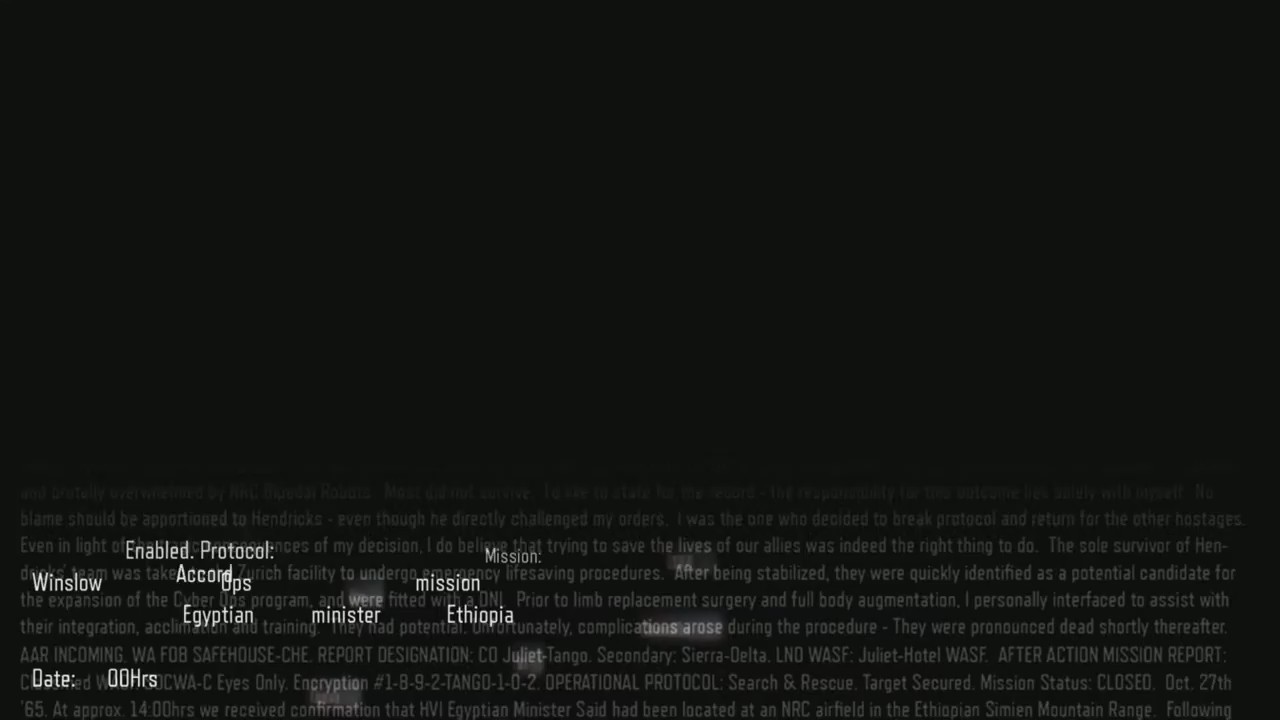 and brutally overwhelmed by NRC Bipedal Robots. Most did not survive. I'd like to state for the record - the responsibility for this outcome lies solely with myself. No
blame should be apportioned to Hendricks - even though he directly challenged my orders. I was the one who decided to break protocol and return for the other hostages.
Even in light of the consequences of my decision, I do believe that trying to save the lives of our allies was indeed the right thing to do. The sole survivor of Hen-
Enabled. Protocol:
Mission:
dricks' team was take Zurich facility to undergo emergency lifesaving procedures. After being stabilized, they were quickly identified as a potential candidate for
Accord
Winslow Ops mission
the expansion of the Cyber Ops program, and were fitted with a DNI. Prior to limb replacement surgery and full body augmentation, I personally interfaced to assist with
Egyptian minister Ethiopia
their integration, acclimation and training. They had potential. Unfortunately, complications arose during the procedure - They were pronounced dead shortly thereafter.
AAR INCOMING. WA FOB SAFEHOUSE-CHE. REPORT DESIGNATION: CO Juliet-Tango. Secondary: Sierra-Delta. LND WASF: Juliet-Hotel WASF. AFTER ACTION MISSION REPORT:
Date: 00Hrs
OCWA-C Eyes Only. Encryption #1-8-9-2-TANGO-1-0-2. OPERATIONAL PROTOCOL: Search & Rescue. Target Secured. Mission Status: CLOSED. Oct. 27th
'65. At approx. 14:00hrs we received confirmation that HVI Egyptian Minister Said had been located at an NRC airfield in the Ethiopian Simien Mountain Range. Following